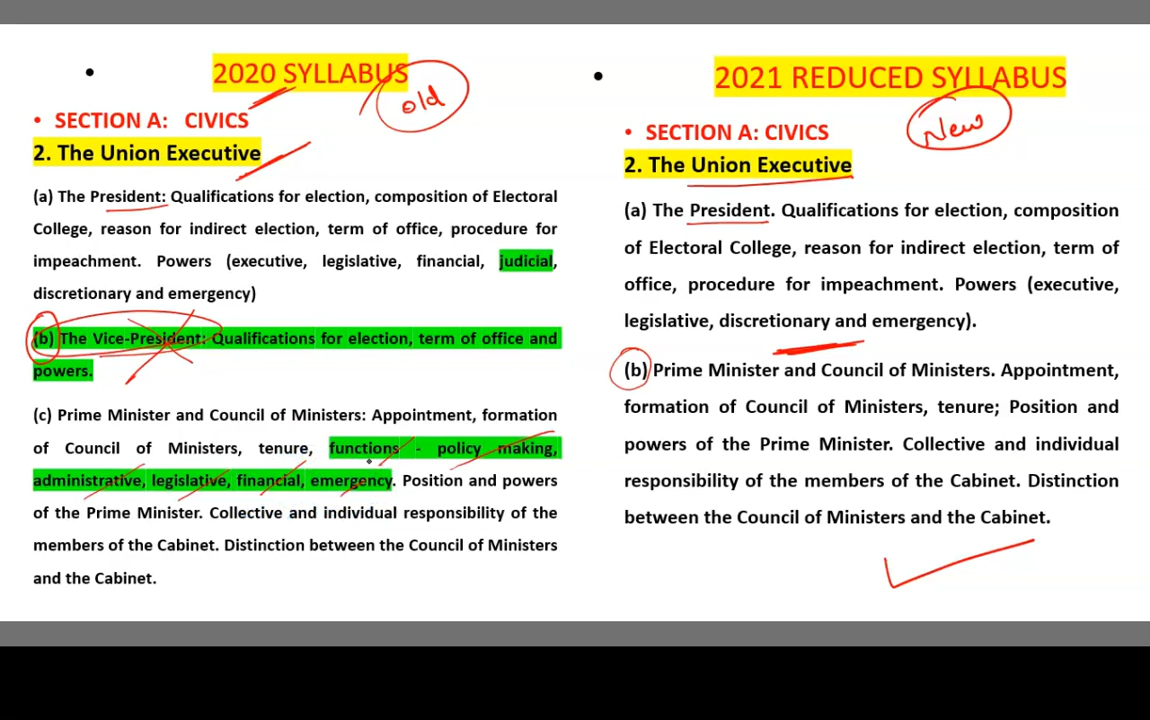 • 2020 SYLLABUS
old
• SECTION A: CIVICS
2. The Union Executive
(a) The President: Qualifications for election, composition of Electoral
College, reason for indirect election, term of office, procedure for
impeachment. Powers (executive, legislative, financial, judicial,
discretionary and emergency)
(b) The Vice-President: Qualifications for election, term of office and
powers.
(c) Prime Minister and Council of Ministers: Appointment, formation
of Council of Ministers, tenure, functions - policy making,
administrative, legislative, financial, emergency. Position and powers
of the Prime Minister. Collective and individual responsibility of the
members of the Cabinet. Distinction between the Council of Ministers
and the Cabinet.
• 2021 REDUCED SYLLABUS
New
• SECTION A: CIVICS
2. The Union Executive
(a) The President. Qualifications for election, composition
of Electoral College, reason for indirect election, term of
office, procedure for impeachment. Powers (executive,
legislative, discretionary and emergency).
(b) Prime Minister and Council of Ministers. Appointment,
formation of Council of Ministers, tenure; Position and
powers of the Prime Minister. Collective and individual
responsibility of the members of the Cabinet. Distinction
between the Council of Ministers and the Cabinet.